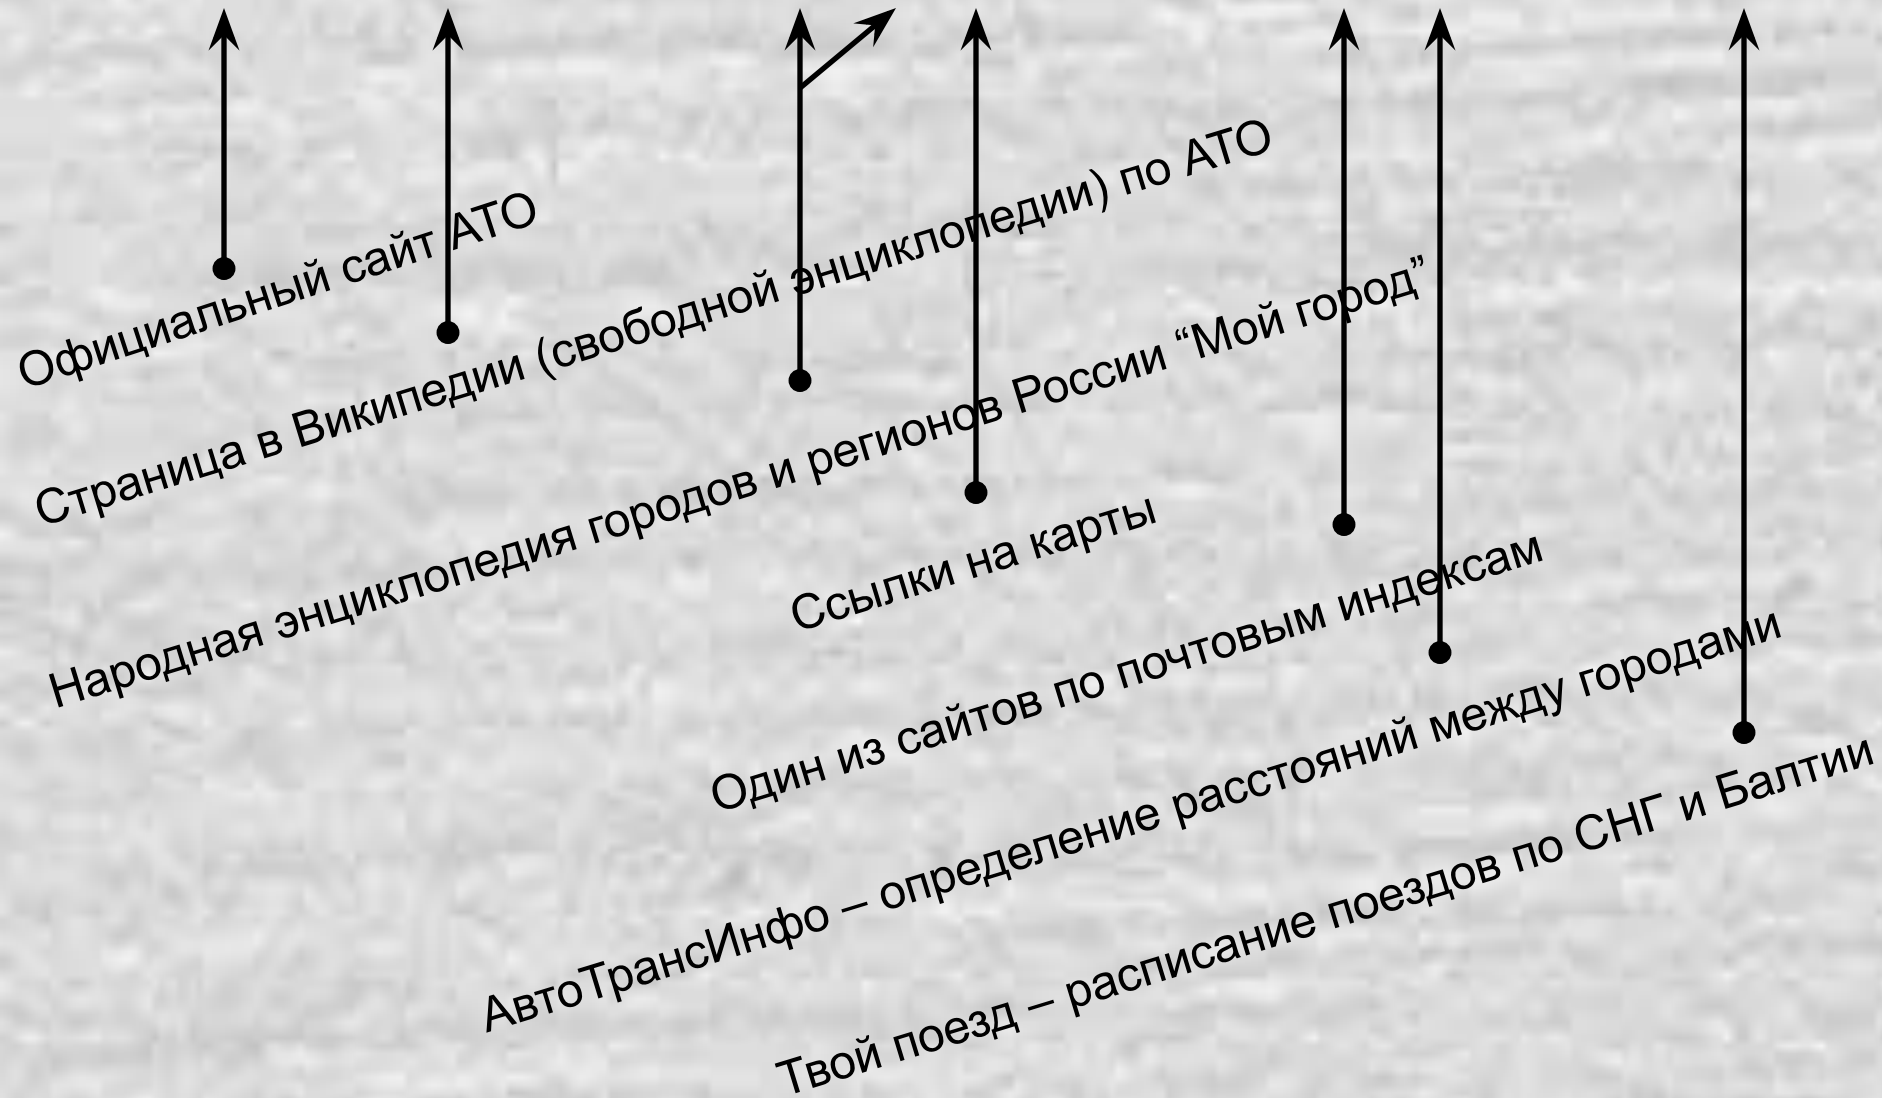 Официальный сайт АТО
Страница в Википедии (свободной энциклопедии) по АТО
Народная энциклопедия городов и регионов России “Мой город”
Ссылки на карты
Один из сайтов по почтовым индексам
АвтоТрансИнфо – определение расстояний между городами
Твой поезд – расписание поездов по СНГ и Балтии